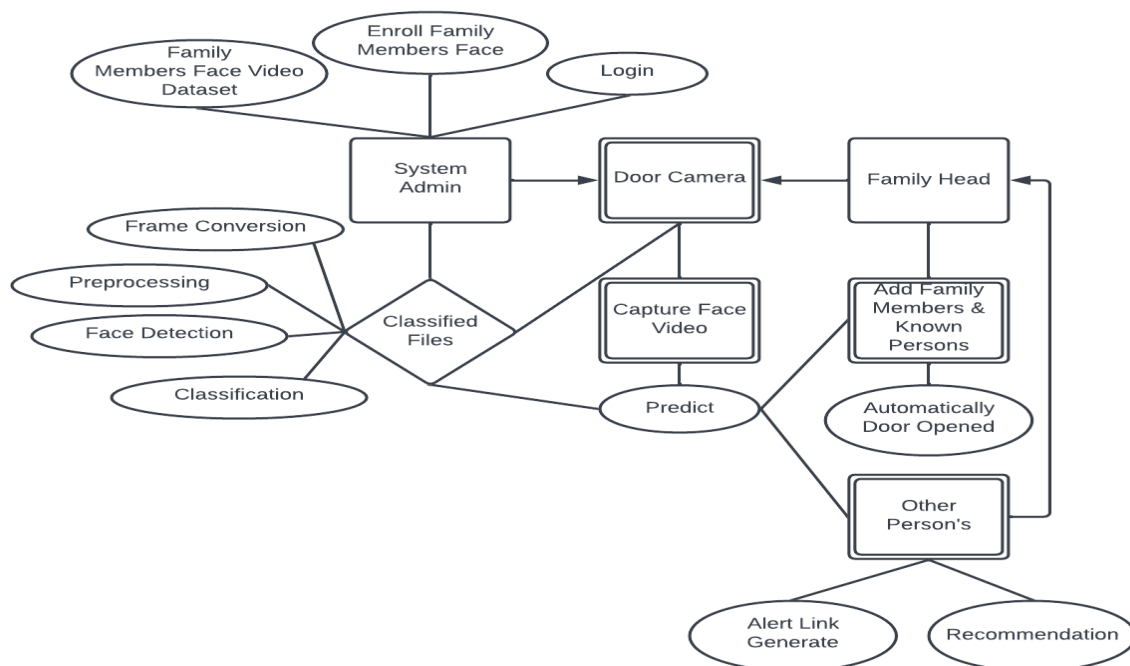 Enroll Family
Members Face
Family
Members Face Video
Dataset
Login
System
Admin
Door Camera
Family Head
Frame Conversion
Preprocessing
Face Detection
Classification
Classified
Files
Capture Face
Video
Add Family
Members &
Known
Persons
Predict
Automatically
Door Opened
Other
Person's
Alert Link
Generate
Recommendation